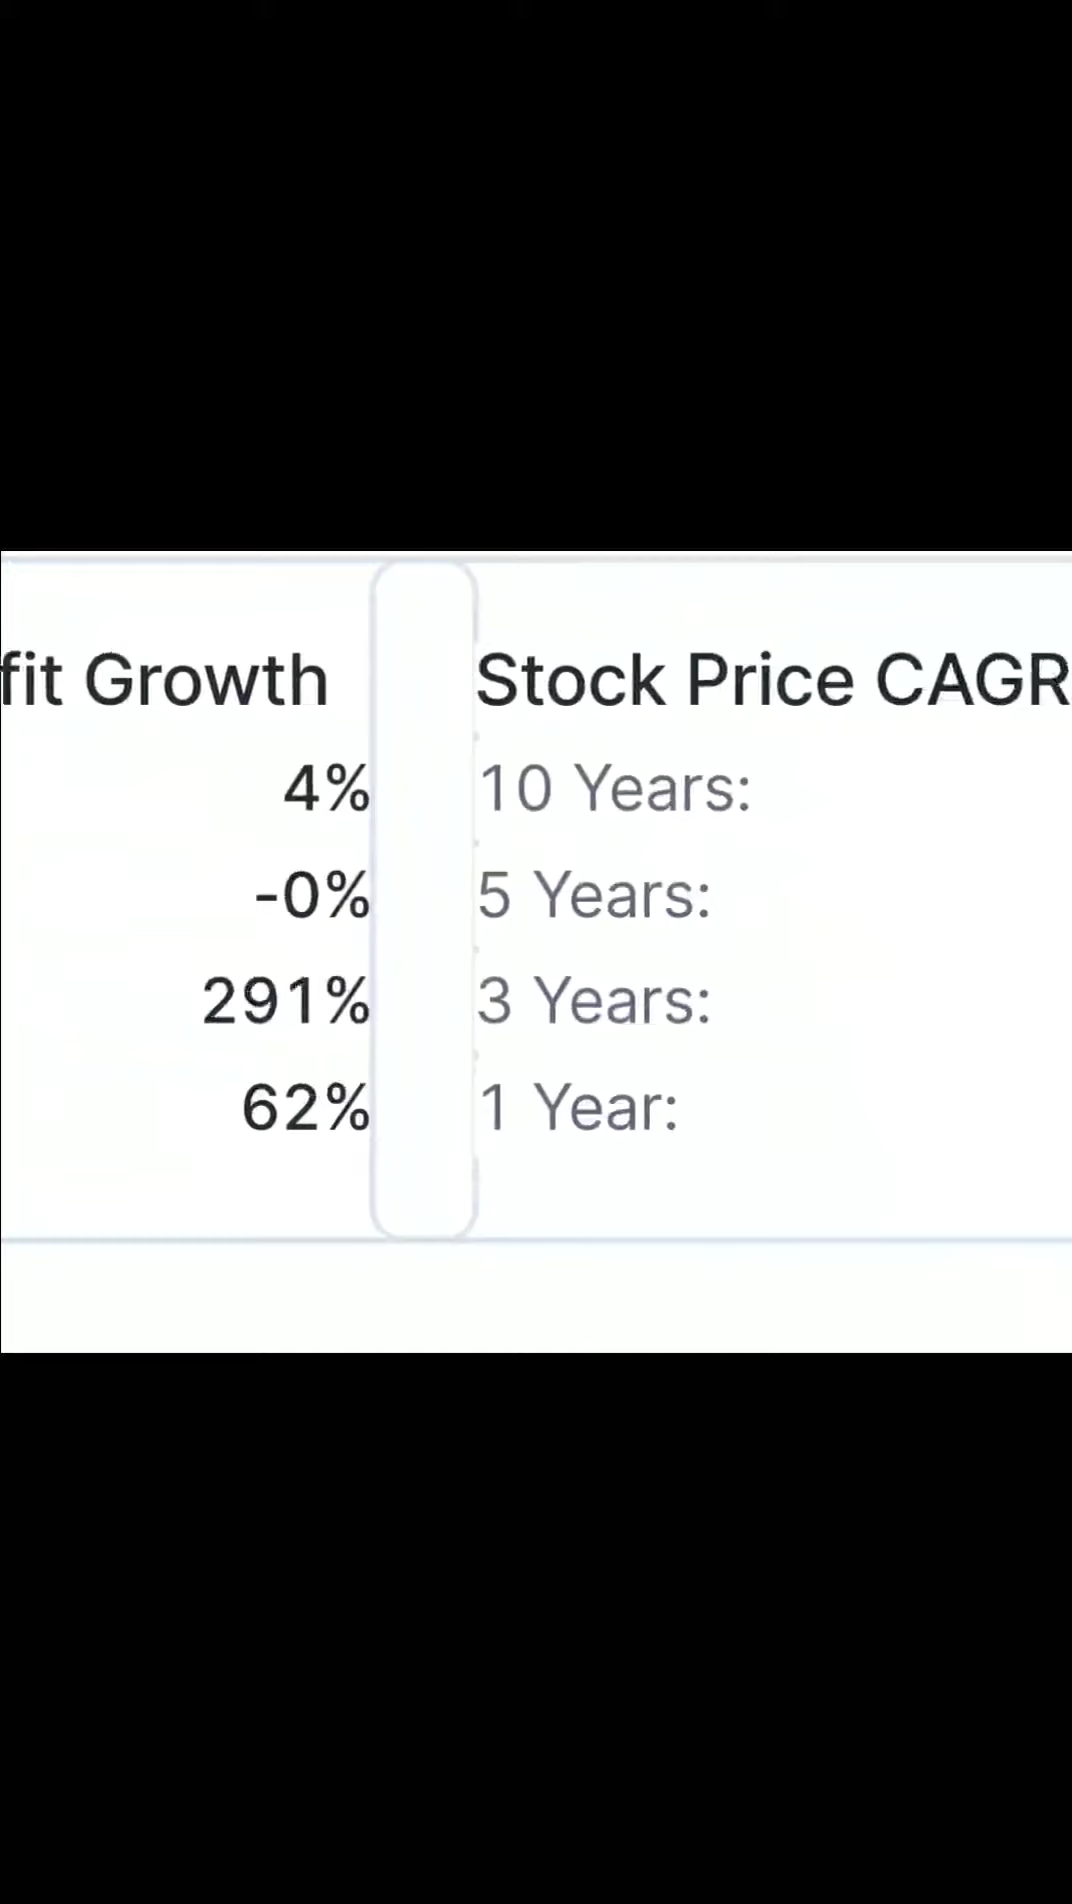 fit Growth
4%
-0%
291%
62%
Stock Price CAGR
10 Years:
5 Years:
3 Years:
1 Year: